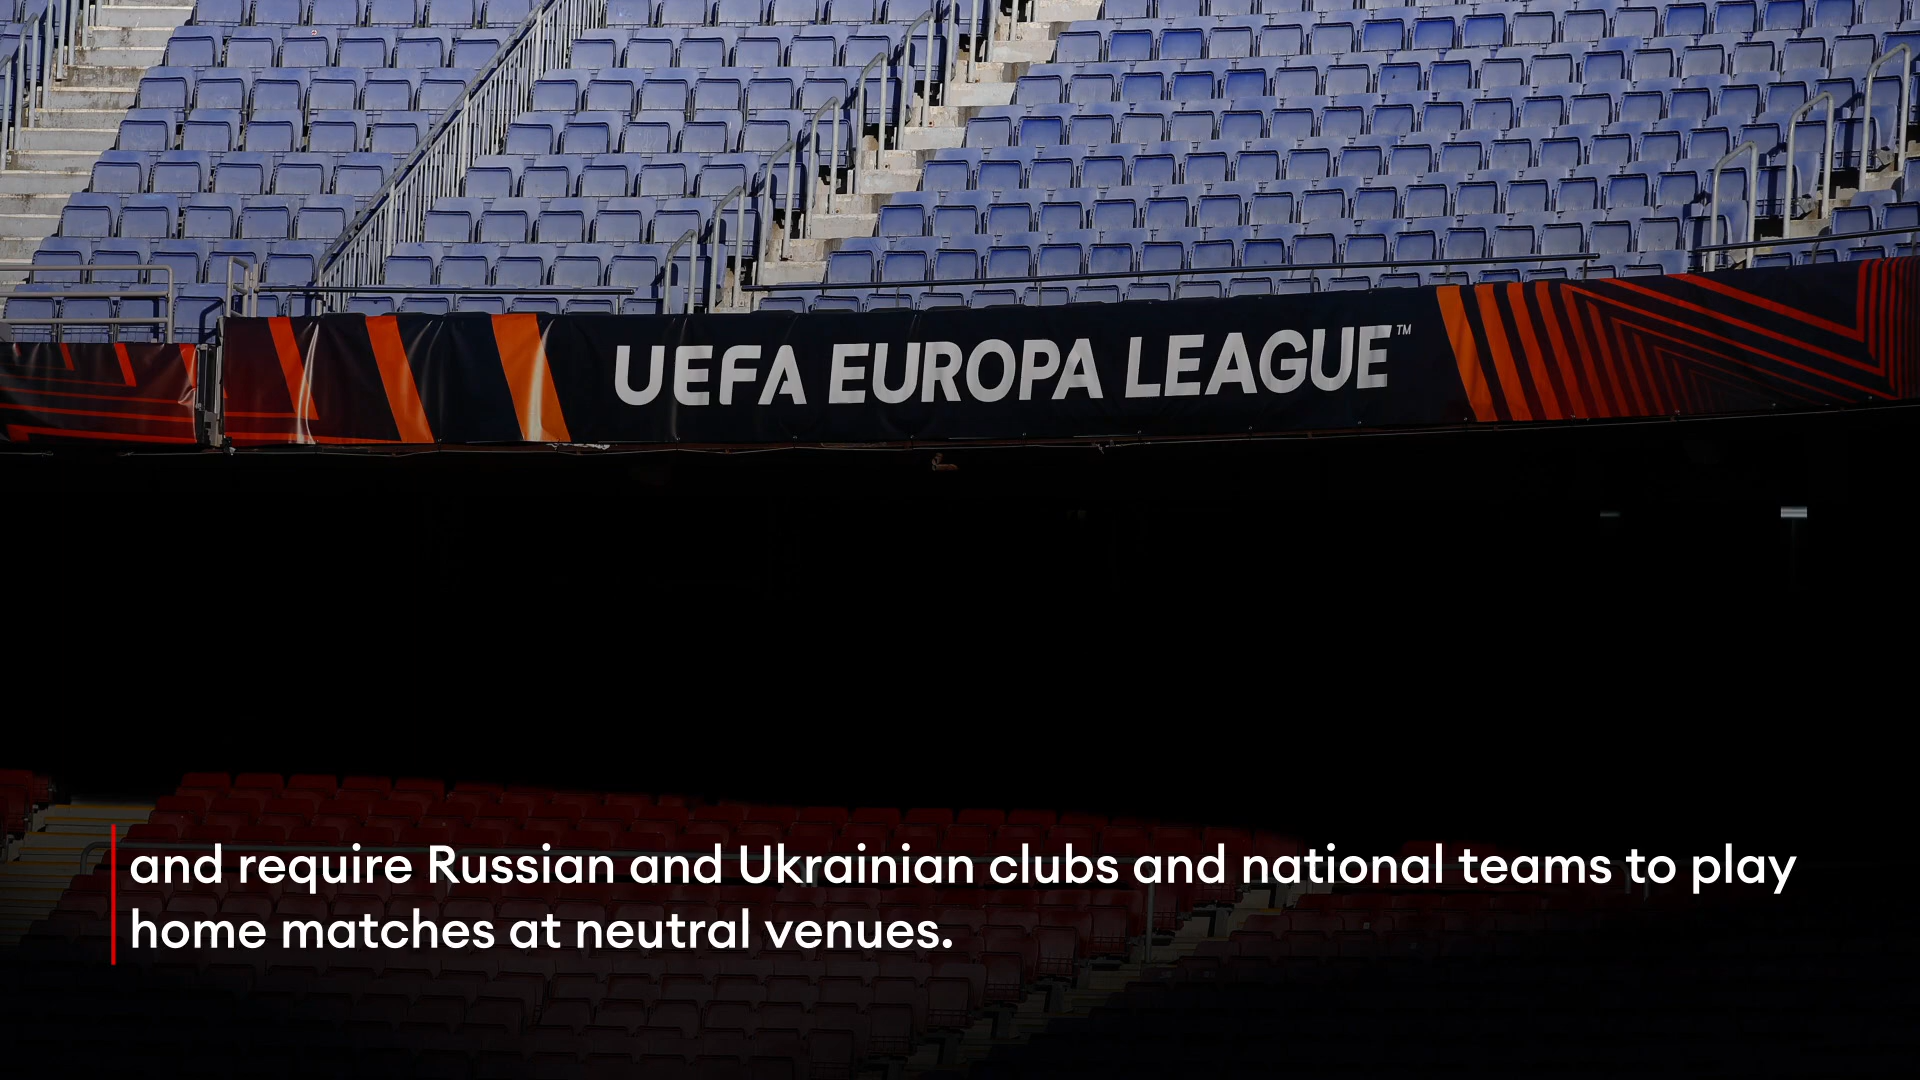 UEFA EUROPA LEAGUE™
and require Russian and Ukrainian clubs and national teams to play
home matches at neutral venues.